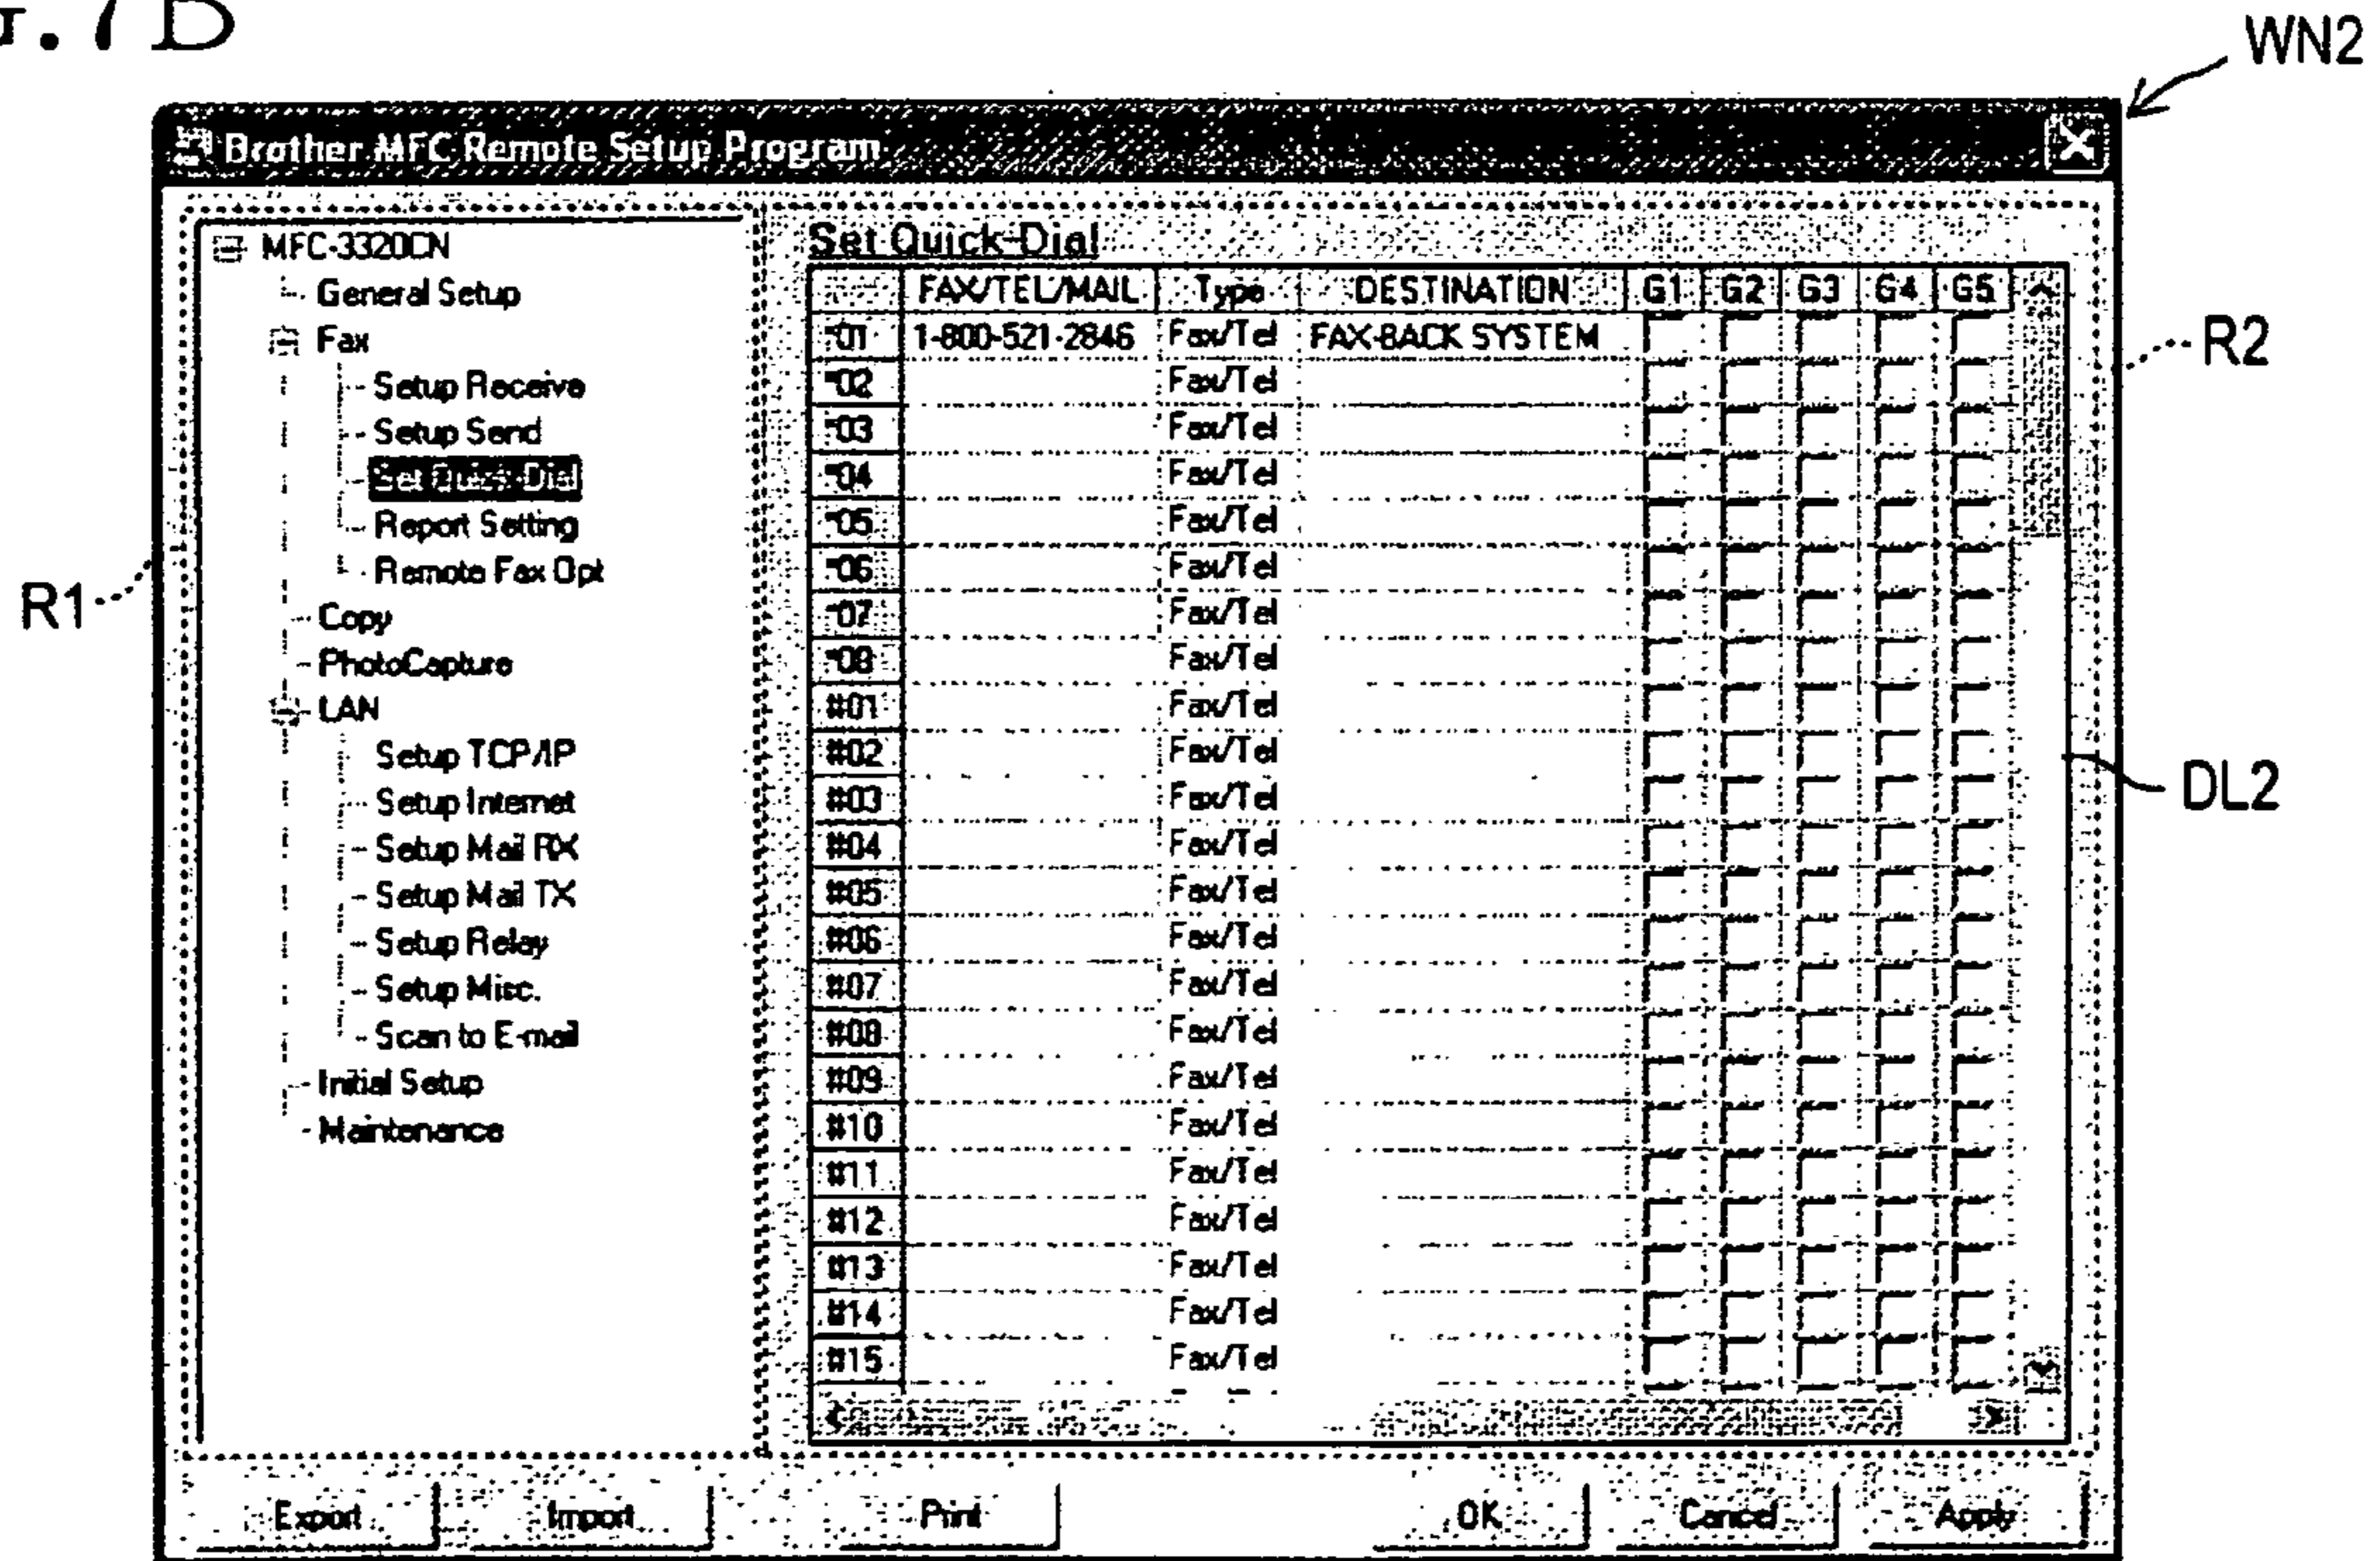 G. 7B
WN2
Brother MFC Remote Setup Program
MFC-3320CN
General Setup
Fax
Setup Receive
Setup Send
Set Quick-Dial
Report Setting
Remote Fax Opt
Copy
PhotoCapture
LAN
Setup TCP/IP
Setup Internet
Setup Mail RX
Setup Mail TX
Setup Relay
Setup Misc.
Scan to E-mail
Initial Setup
Maintenance
R1
Set Quick-Dial
FAX/TEL/MAIL Type DESTINATION G1 G2 G3 G4 G5
*01 1-800-521-2846 Fax/Tel FAX-BACK SYSTEM
*02 Fax/Tel
*03 Fax/Tel
*04 Fax/Tel
*05 Fax/Tel
*06 Fax/Tel
*07 Fax/Tel
*08 Fax/Tel
#01 Fax/Tel
#02 Fax/Tel
#03 Fax/Tel
#04 Fax/Tel
#05 Fax/Tel
#06 Fax/Tel
#07 Fax/Tel
#08 Fax/Tel
#09 Fax/Tel
#10 Fax/Tel
#11 Fax/Tel
#12 Fax/Tel
#13 Fax/Tel
#14 Fax/Tel
#15 Fax/Tel
R2
DL2
Export Import Print OK Cancel Apply